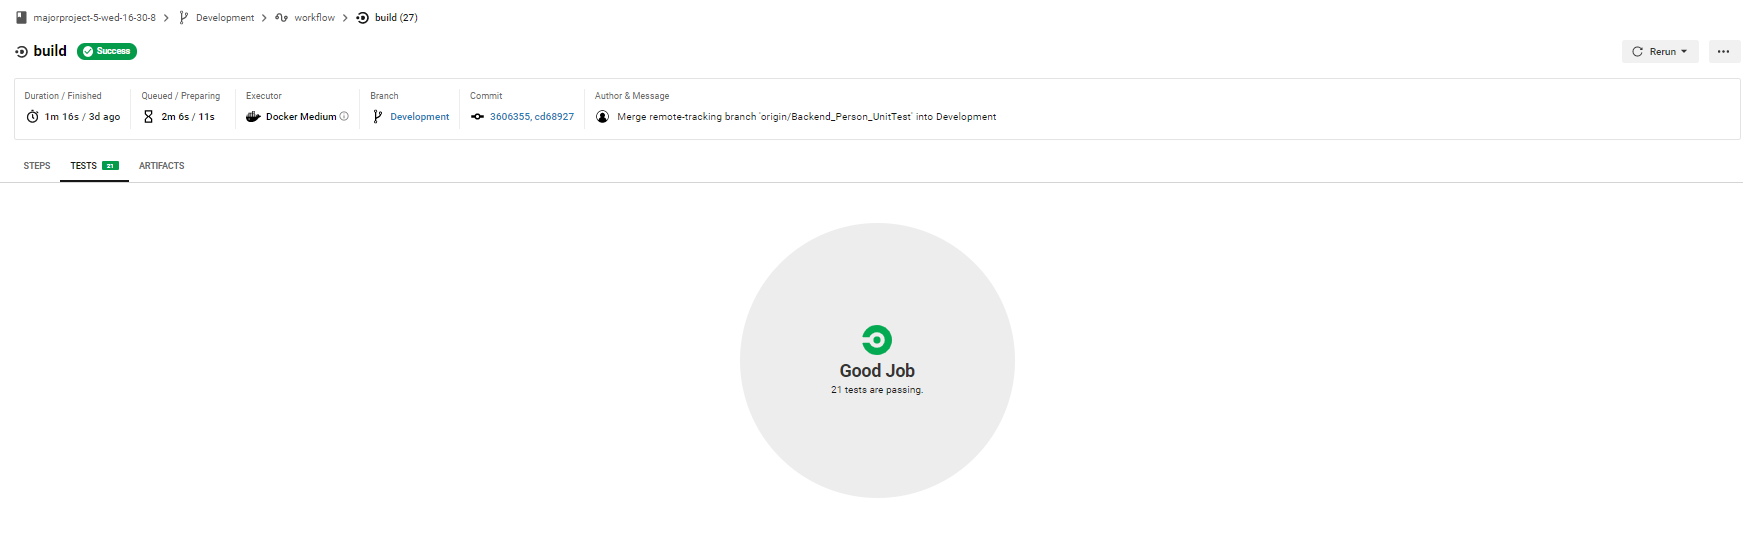 majorproject-5-wed-16-30-8 > Development > workflow > build (27)
build Success
Rerun
Duration / Finished Queued / Preparing Executor Branch Commit Author & Message
1m 16s / 3d ago 2m 6s / 11s Docker Medium Development 3606355, cd68927 Merge remote-tracking branch 'origin/Backend_Person_UnitTest' into Development
STEPS TESTS 21 ARTIFACTS
Good Job
21 tests are passing.